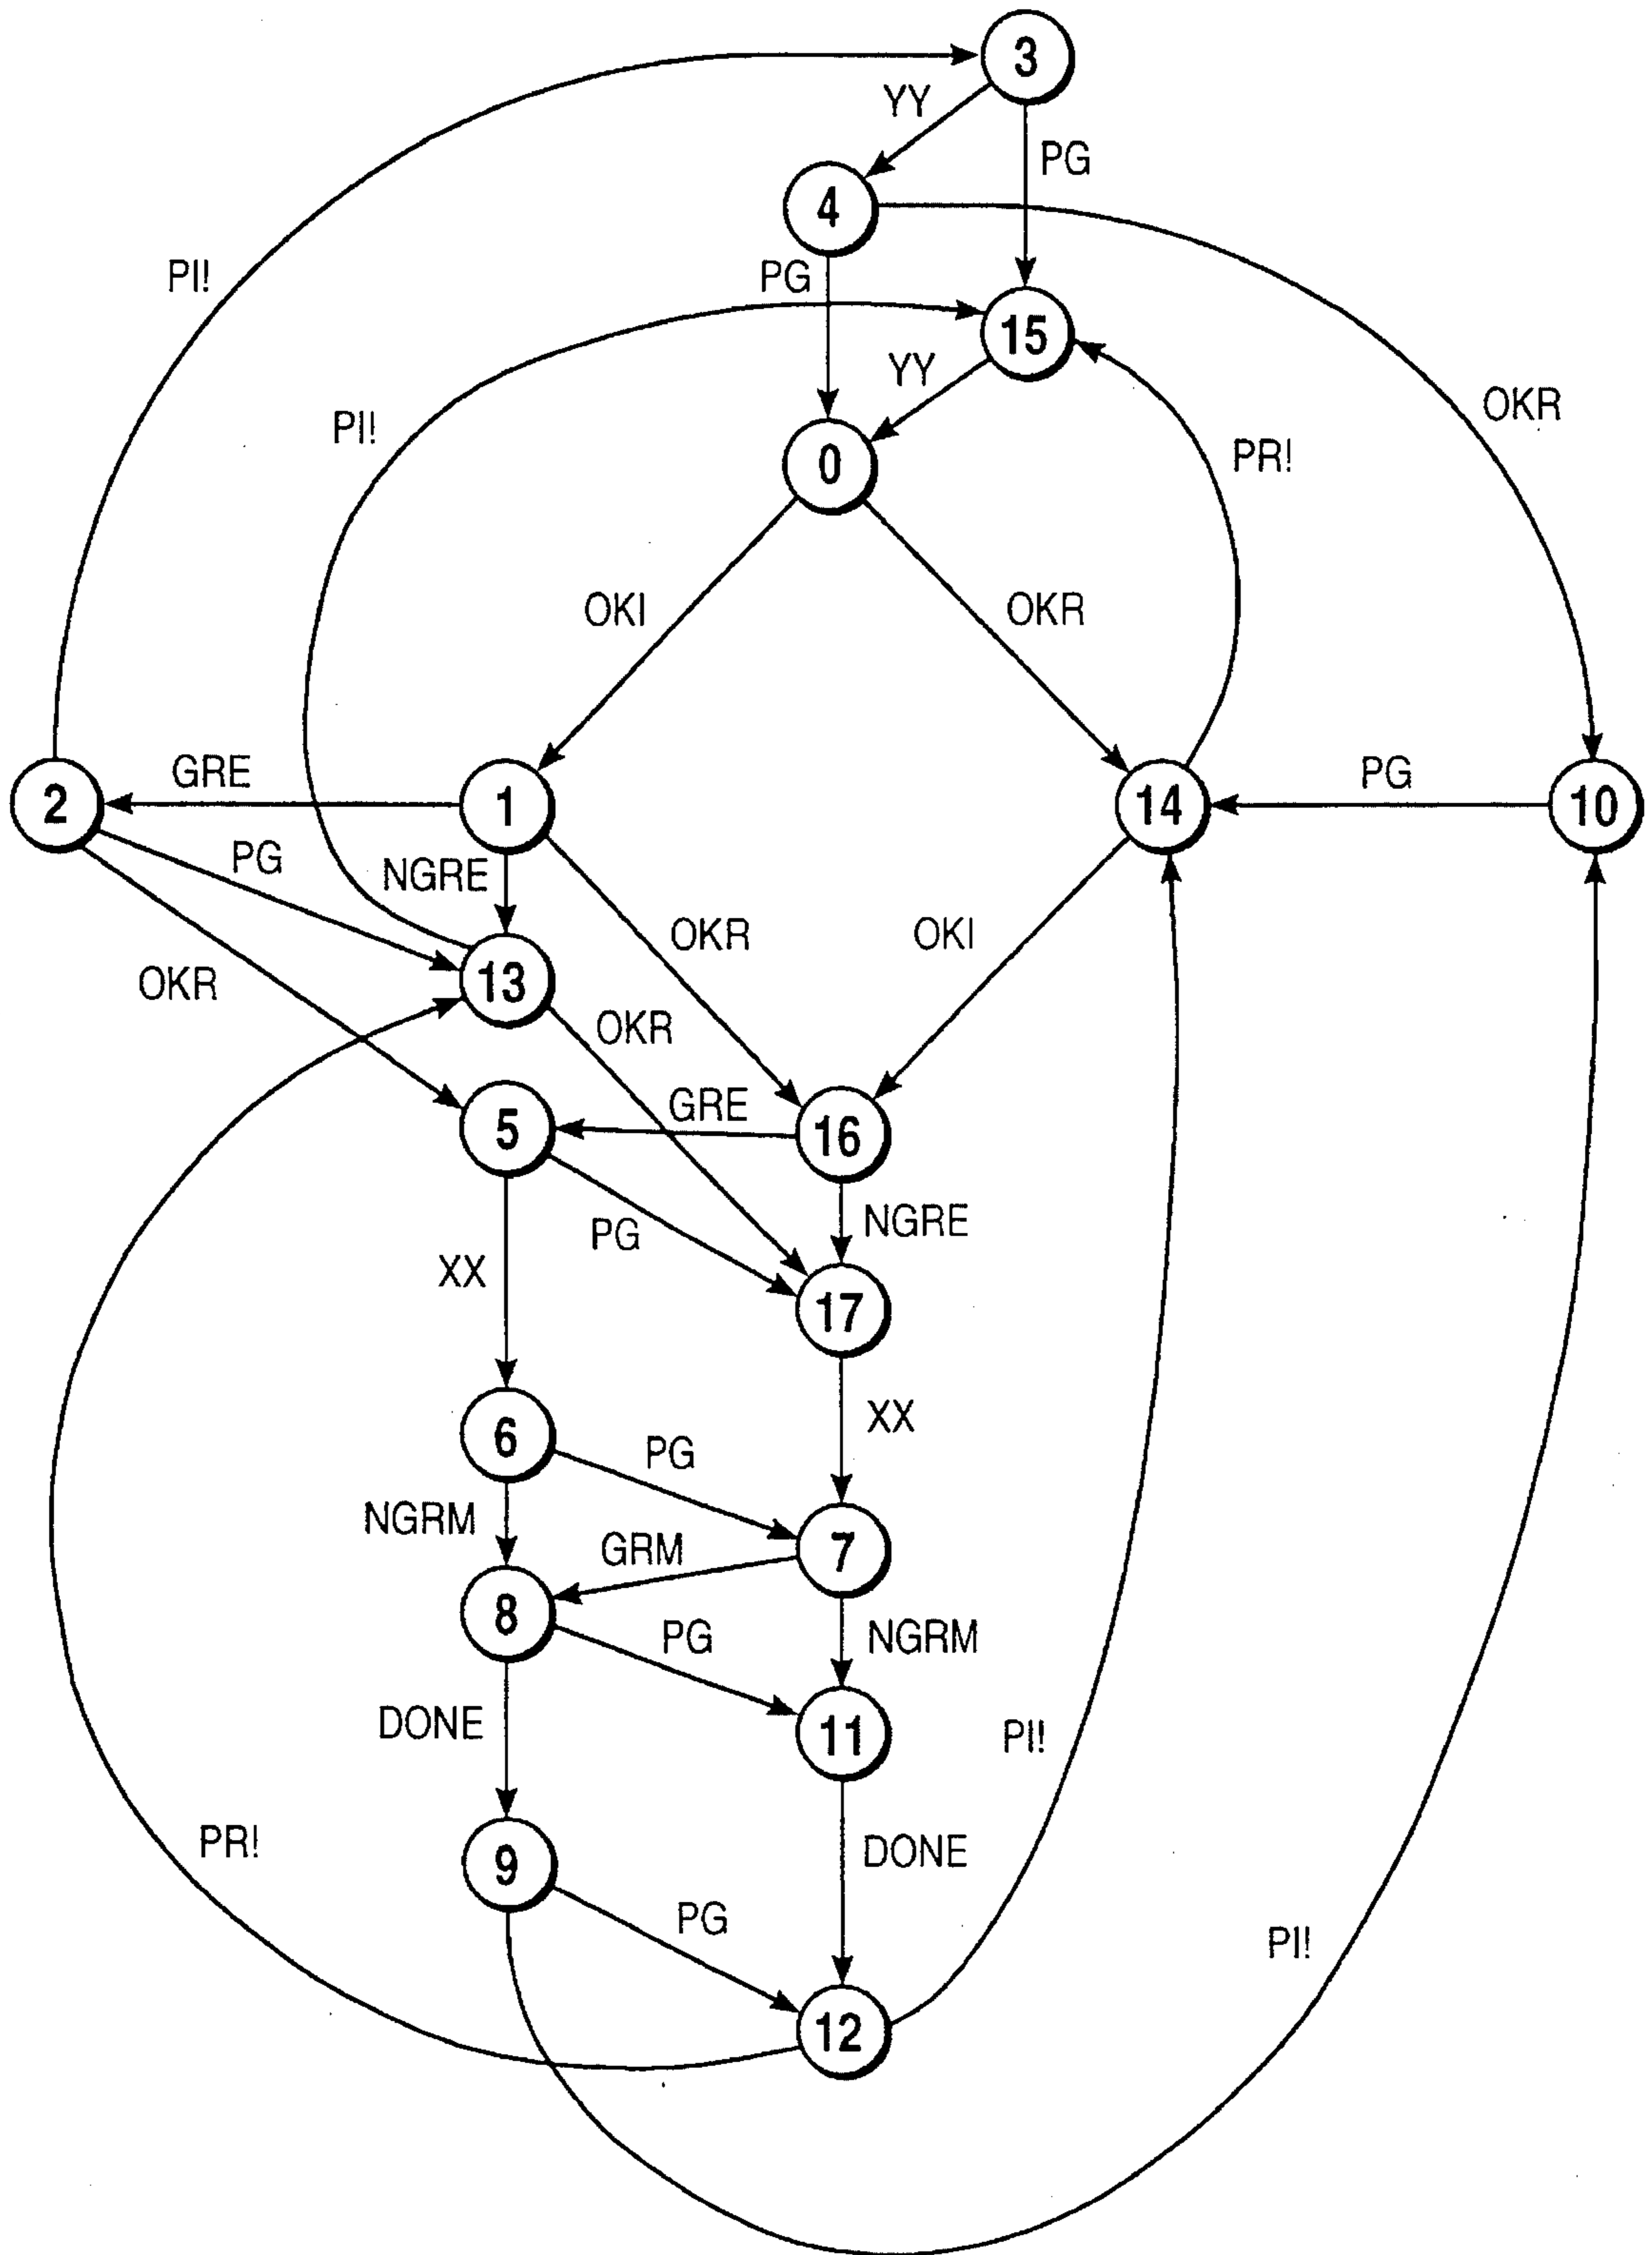 3
YY
PG
4
PI!
PG
15
YY
OKR
PI!
PR!
0
OKI
OKR
GRE
PG
2
1
14
10
PG
NGRE
OKR
OKI
13
OKR
OKR
GRE
5
16
NGRE
PG
XX
17
XX
6
PG
NGRM
GRM
7
8
PG
NGRM
DONE
11
PI!
PR!
DONE
9
PG
PI!
12